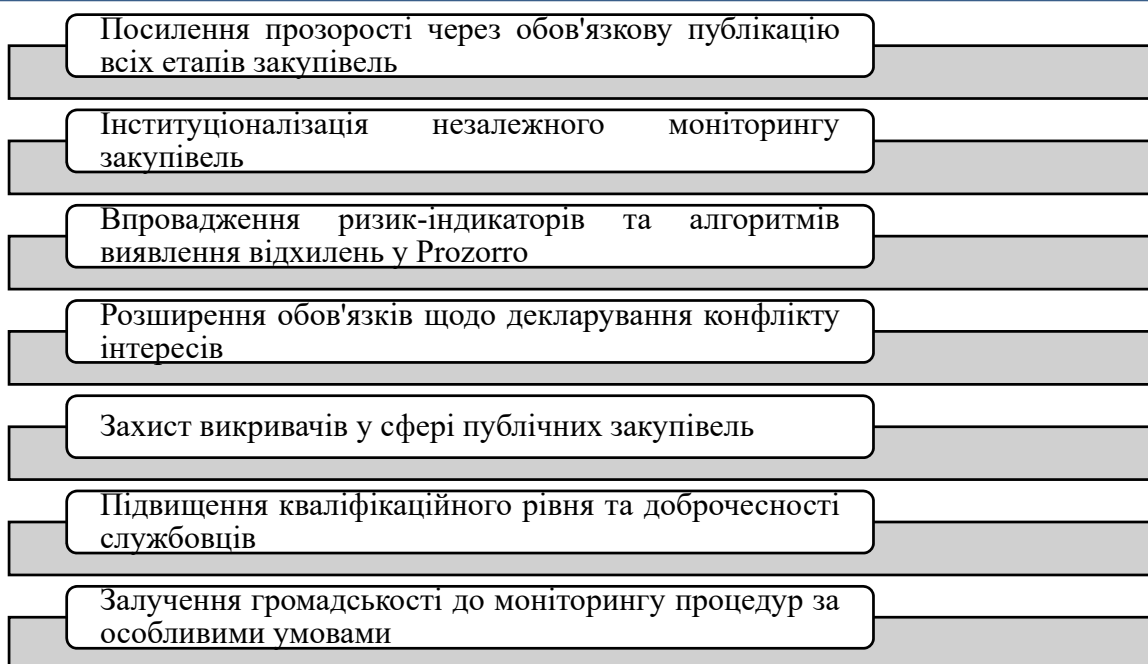 Посилення прозорості через обов'язкову публікацію
всіх етапів закупівель
Інституціоналізація незалежного моніторингу
закупівель
Впровадження ризик-індикаторів та алгоритмів
виявлення відхилень у Prozorro
Розширення обов'язків щодо декларування конфлікту
інтересів
Захист викривачів у сфері публічних закупівель
Підвищення кваліфікаційного рівня та доброчесності
службовців
Залучення громадськості до моніторингу процедур за
особливими умовами